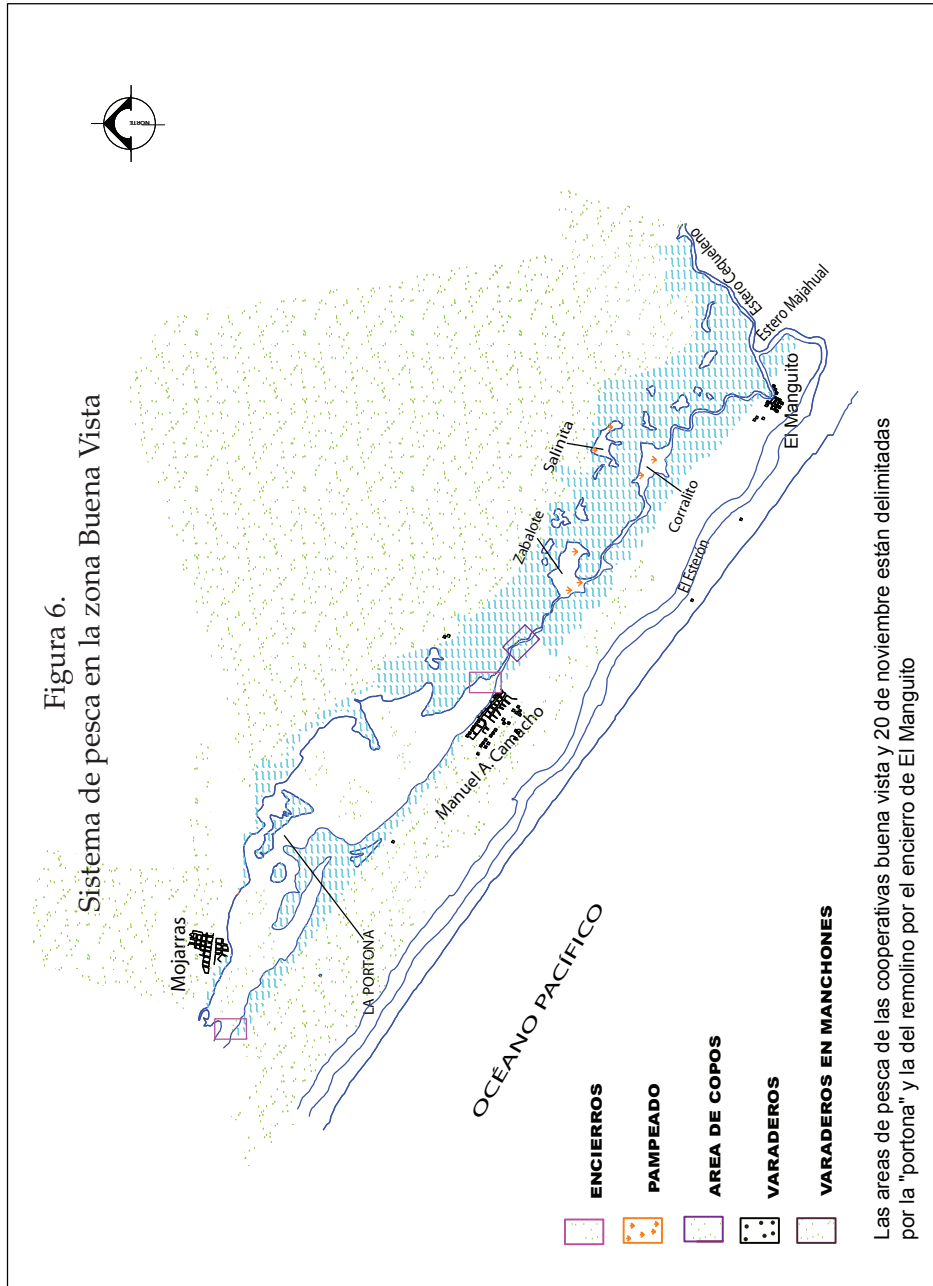 Figura 6.
Sistema de pesca en la zona Buena Vista
NORTE
Mojarras
LA PORTONA
Manuel A. Camacho
Zabalote
Salinita
Corralito
Estero Cequeleno
Estero Majahual
El Manguito
El Esterón
OCÉANO PACÍFICO
ENCIERROS
PAMPEADO
AREA DE COPOS
VARADEROS
VARADEROS EN MANCHONES
Las areas de pesca de las cooperativas buena vista y 20 de noviembre están delimitadas
por la "portona" y la del remolino por el encierro de El Manguito